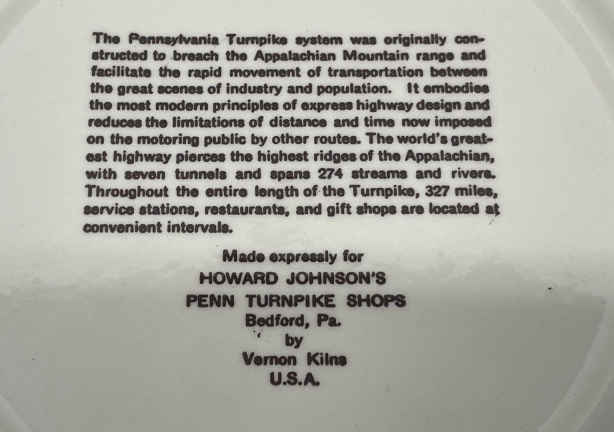 The Pennsylvania Turnpike system was originally con-
structed to breach the Appalachian Mountain range and
facilitate the rapid movement of transportation between
the great scenes of industry and population. It embodies
the most modern principles of express highway design and
reduces the limitations of distance and time now imposed
on the motoring public by other routes. The world's great-
est highway pierces the highest ridges of the Appalachian,
with seven tunnels and spans 274 streams and rivers.
Throughout the entire length of the Turnpike, 327 miles,
service stations, restaurants, and gift shops are located at
convenient intervals.
Made expressly for
HOWARD JOHNSON'S
PENN TURNPIKE SHOPS
Bedford, Pa.
by
Vernon Kilns
U.S.A.